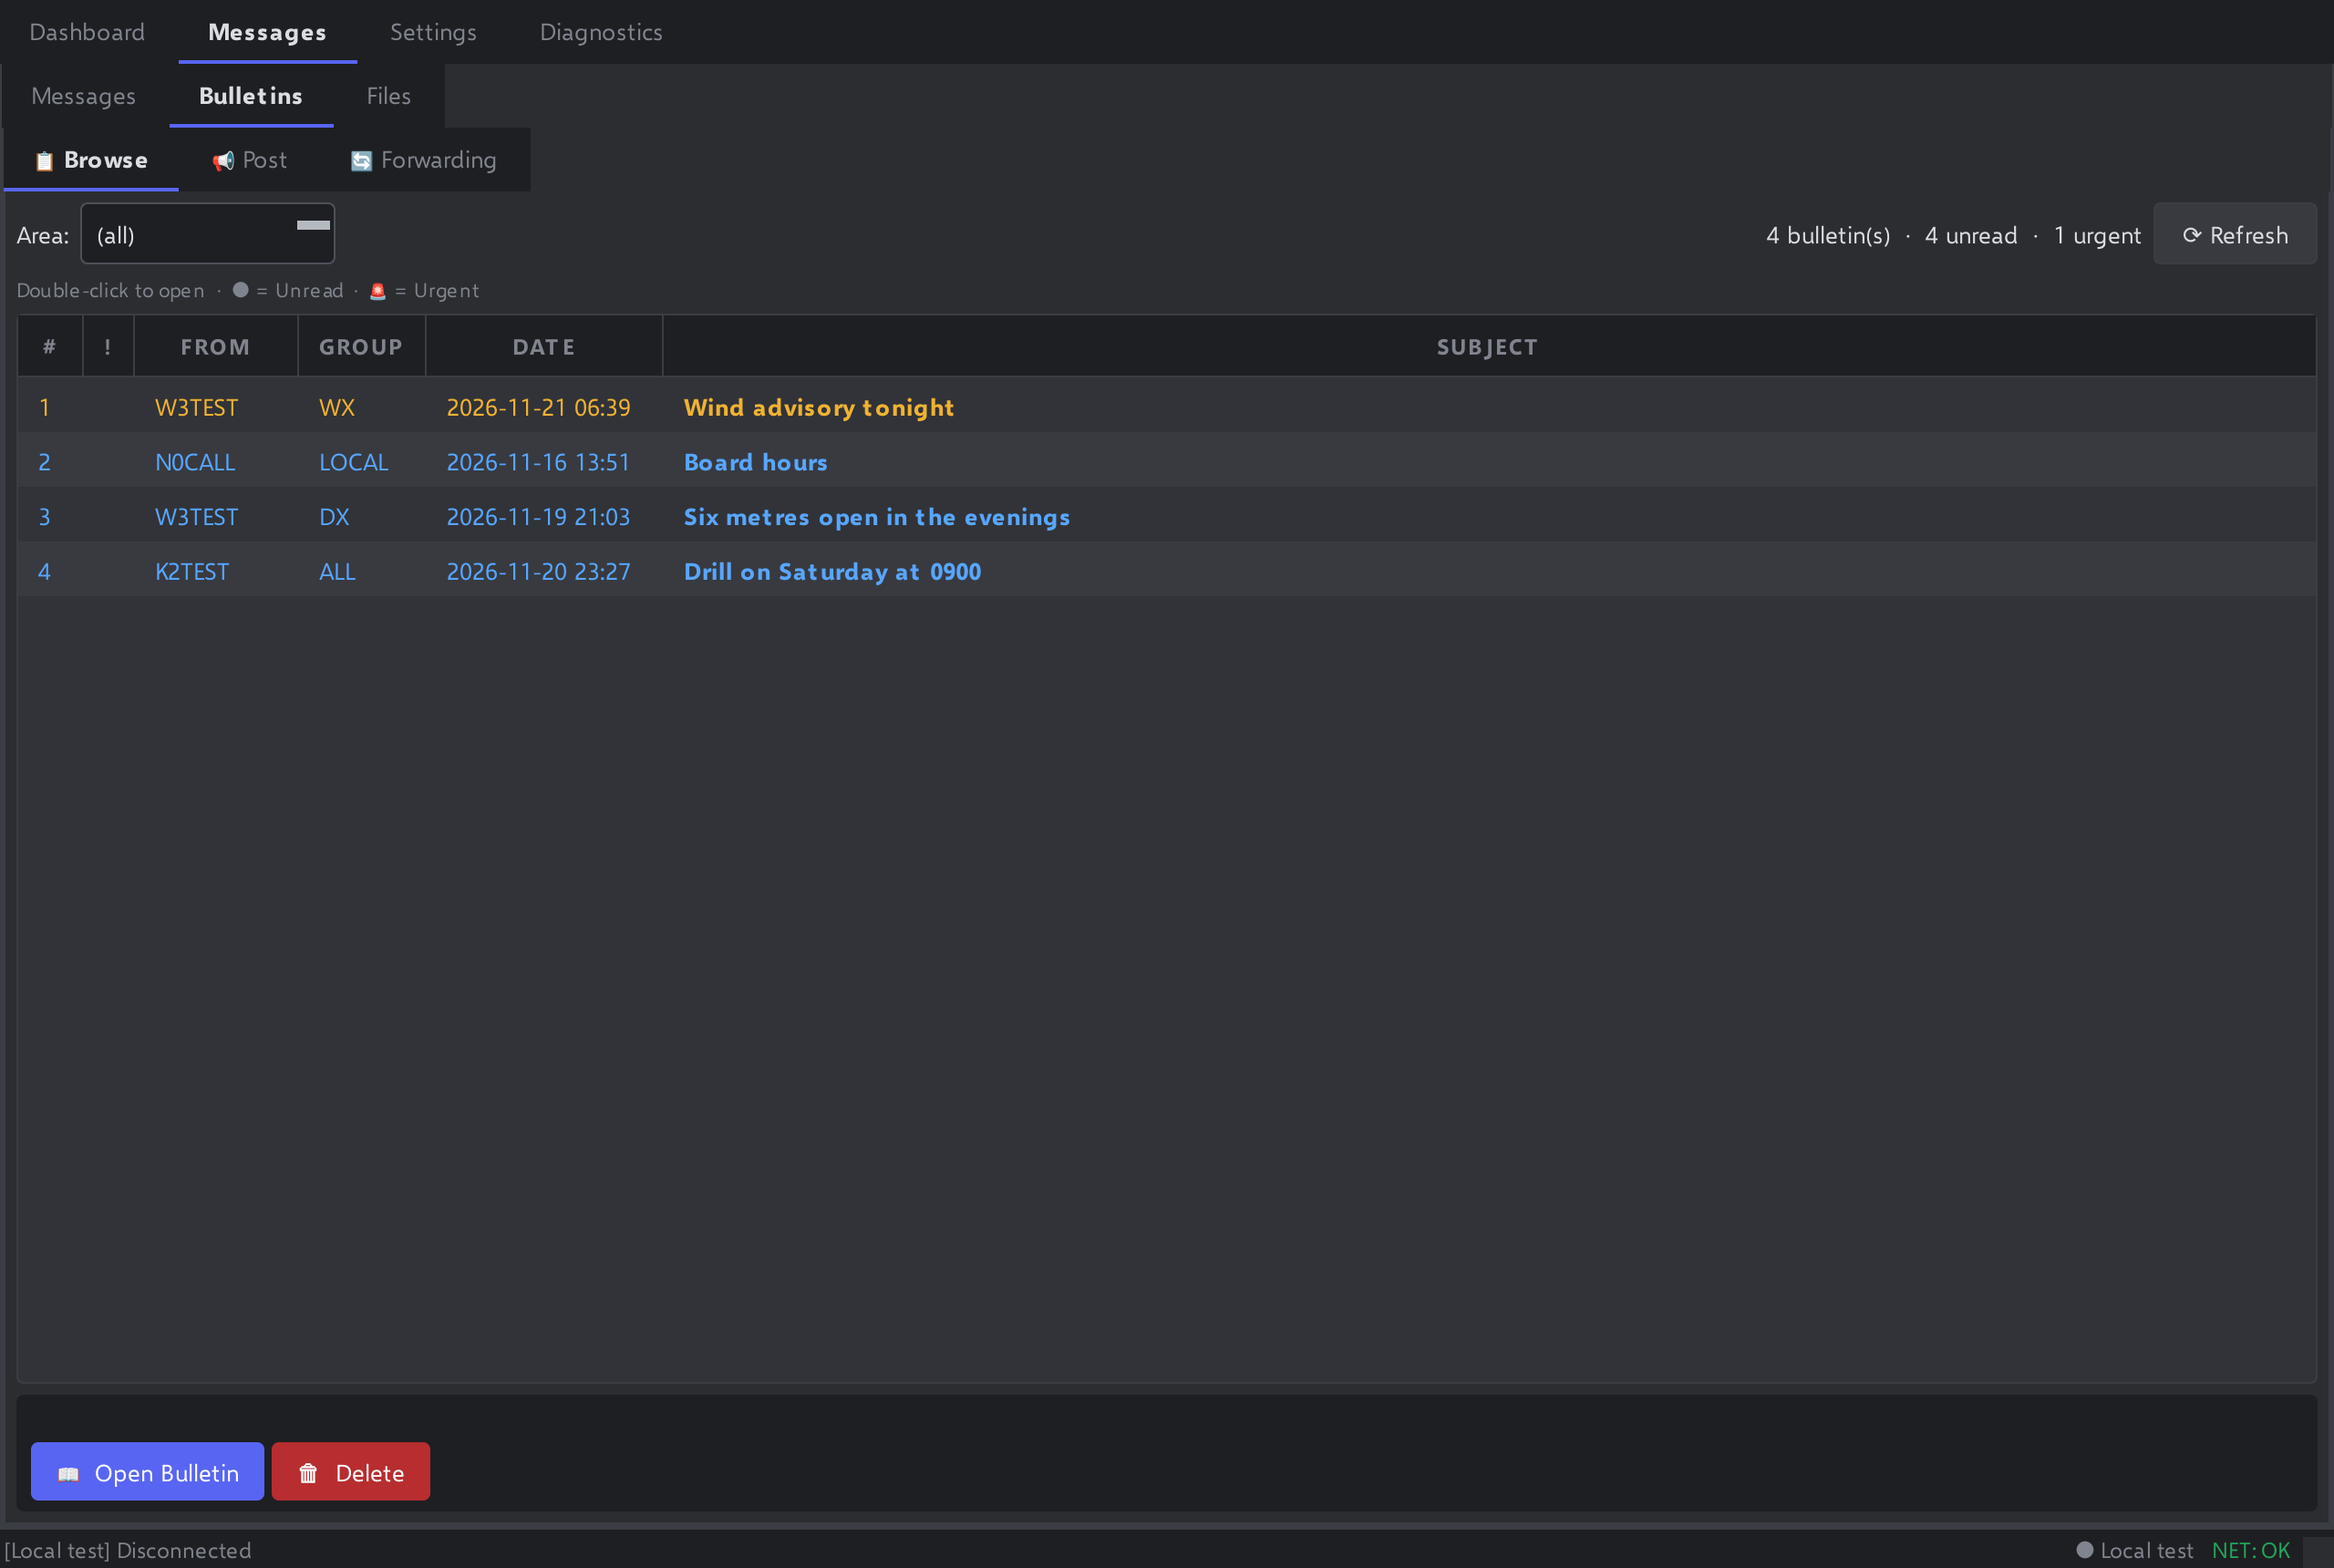 Dashboard Messages Settings Diagnostics
Messages Bulletins Files
📋 Browse 📢 Post 🔄 Forwarding
Area: (all) 4 bulletin(s) · 4 unread · 1 urgent ⟳ Refresh
Double-click to open · ● = Unread · 🚨 = Urgent
# ! FROM GROUP DATE SUBJECT
1 W3TEST WX 2026-11-21 06:39 Wind advisory tonight
2 N0CALL LOCAL 2026-11-16 13:51 Board hours
3 W3TEST DX 2026-11-19 21:03 Six metres open in the evenings
4 K2TEST ALL 2026-11-20 23:27 Drill on Saturday at 0900
📖 Open Bulletin 🗑 Delete
[Local test] Disconnected ● Local test NET: OK